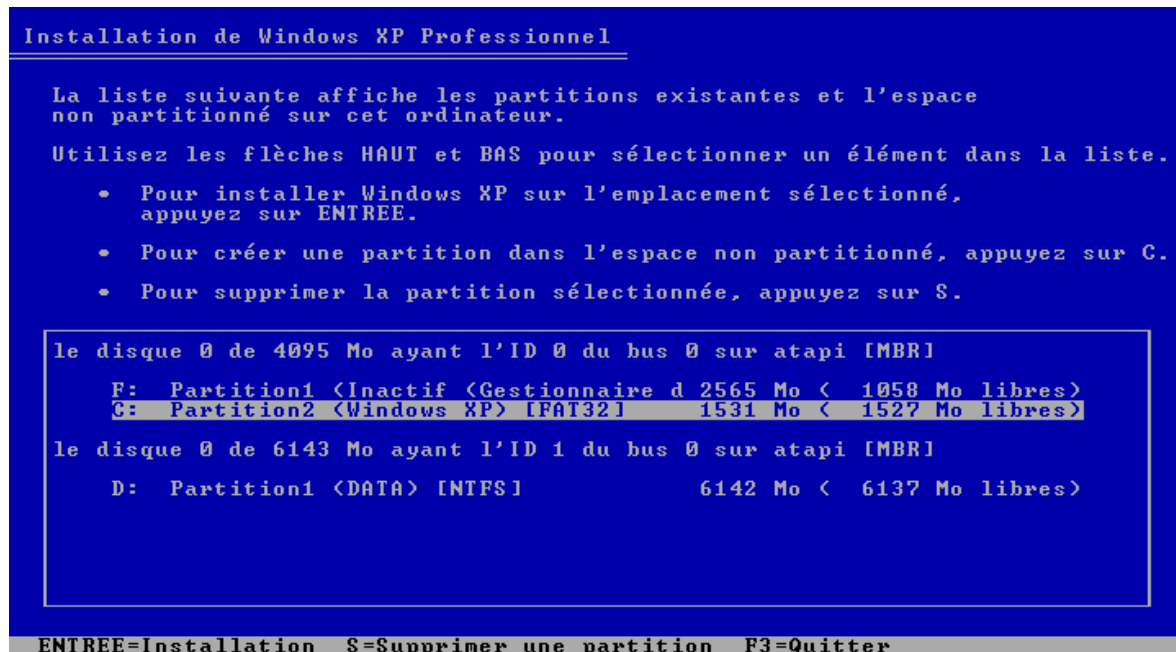 Installation de Windows XP Professionnel
La liste suivante affiche les partitions existantes et l'espace
non partitionné sur cet ordinateur.
Utilisez les flèches HAUT et BAS pour sélectionner un élément dans la liste.
• Pour installer Windows XP sur l'emplacement sélectionné,
appuyez sur ENTREE.
• Pour créer une partition dans l'espace non partitionné, appuyez sur C.
• Pour supprimer la partition sélectionnée, appuyez sur S.
le disque 0 de 4095 Mo ayant l'ID 0 du bus 0 sur atapi [MBR]
F: Partition1 (Inactif (Gestionnaire d 2565 Mo ( 1058 Mo libres)
C: Partition2 (Windows XP) [FAT32] 1531 Mo ( 1527 Mo libres)
le disque 0 de 6143 Mo ayant l'ID 1 du bus 0 sur atapi [MBR]
D: Partition1 (DATA) [NTFS] 6142 Mo ( 6137 Mo libres)
ENTREE=Installation S=Supprimer une partition F3=Quitter